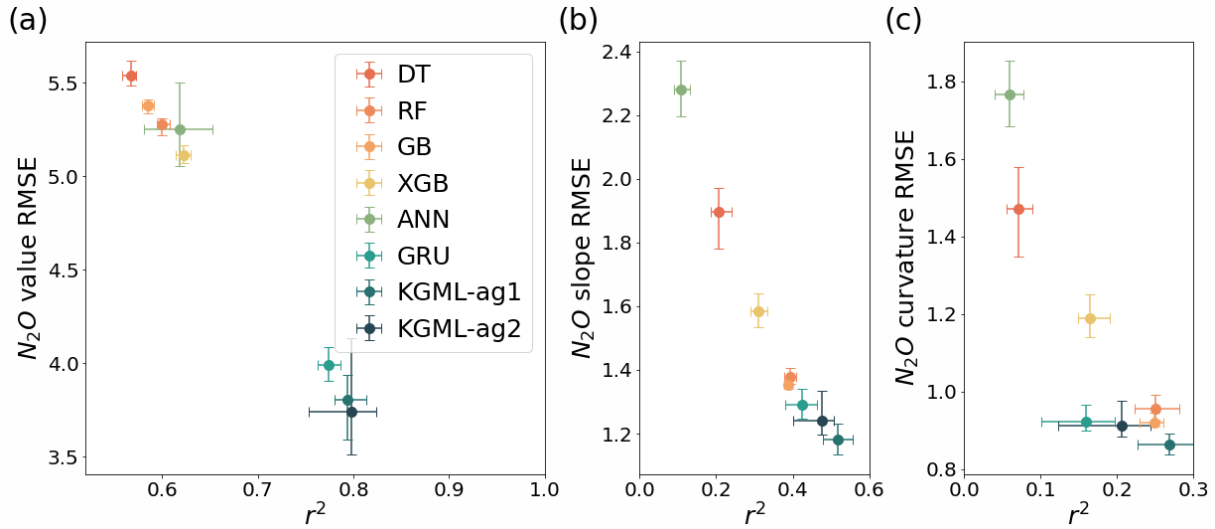 (a)
N₂O value RMSE
5.5
5.0
4.5
4.0
3.5
0.6 0.7 0.8 0.9 1.0
r²
DT
RF
GB
XGB
ANN
GRU
KGML-ag1
KGML-ag2
(b)
N₂O slope RMSE
2.4
2.2
2.0
1.8
1.6
1.4
1.2
0.0 0.2 0.4 0.6
r²
(c)
N₂O curvature RMSE
1.8
1.6
1.4
1.2
1.0
0.8
0.0 0.1 0.2 0.3
r²